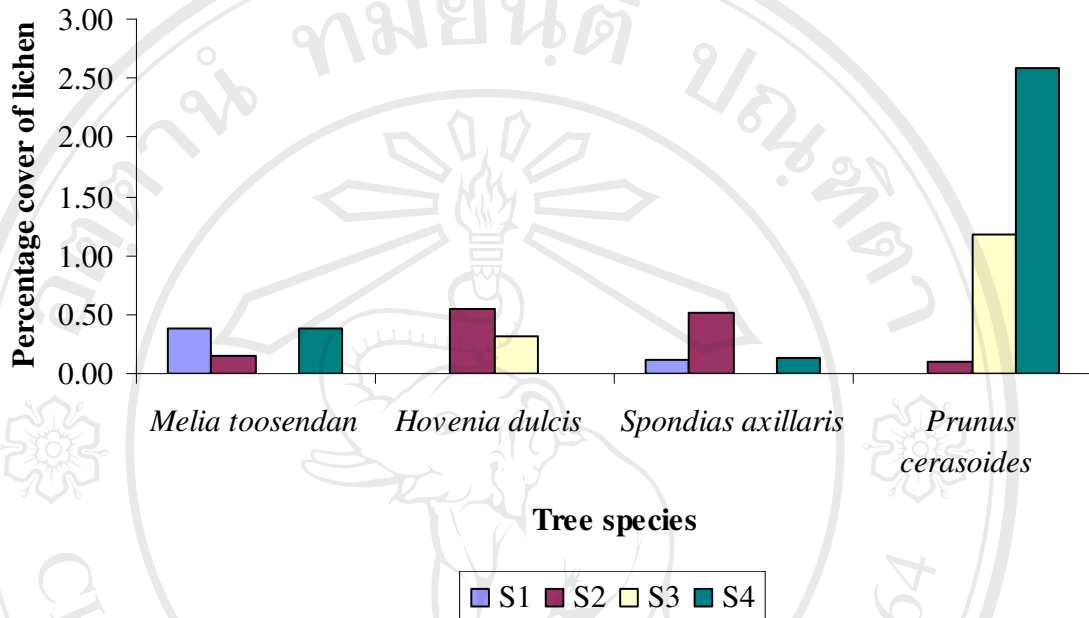 Percentage cover of lichen
3.00
2.50
2.00
1.50
1.00
0.50
0.00
Melia toosendan
Hovenia dulcis
Spondias axillaris
Prunus
cerasoides
Tree species
S1 S2 S3 S4
64